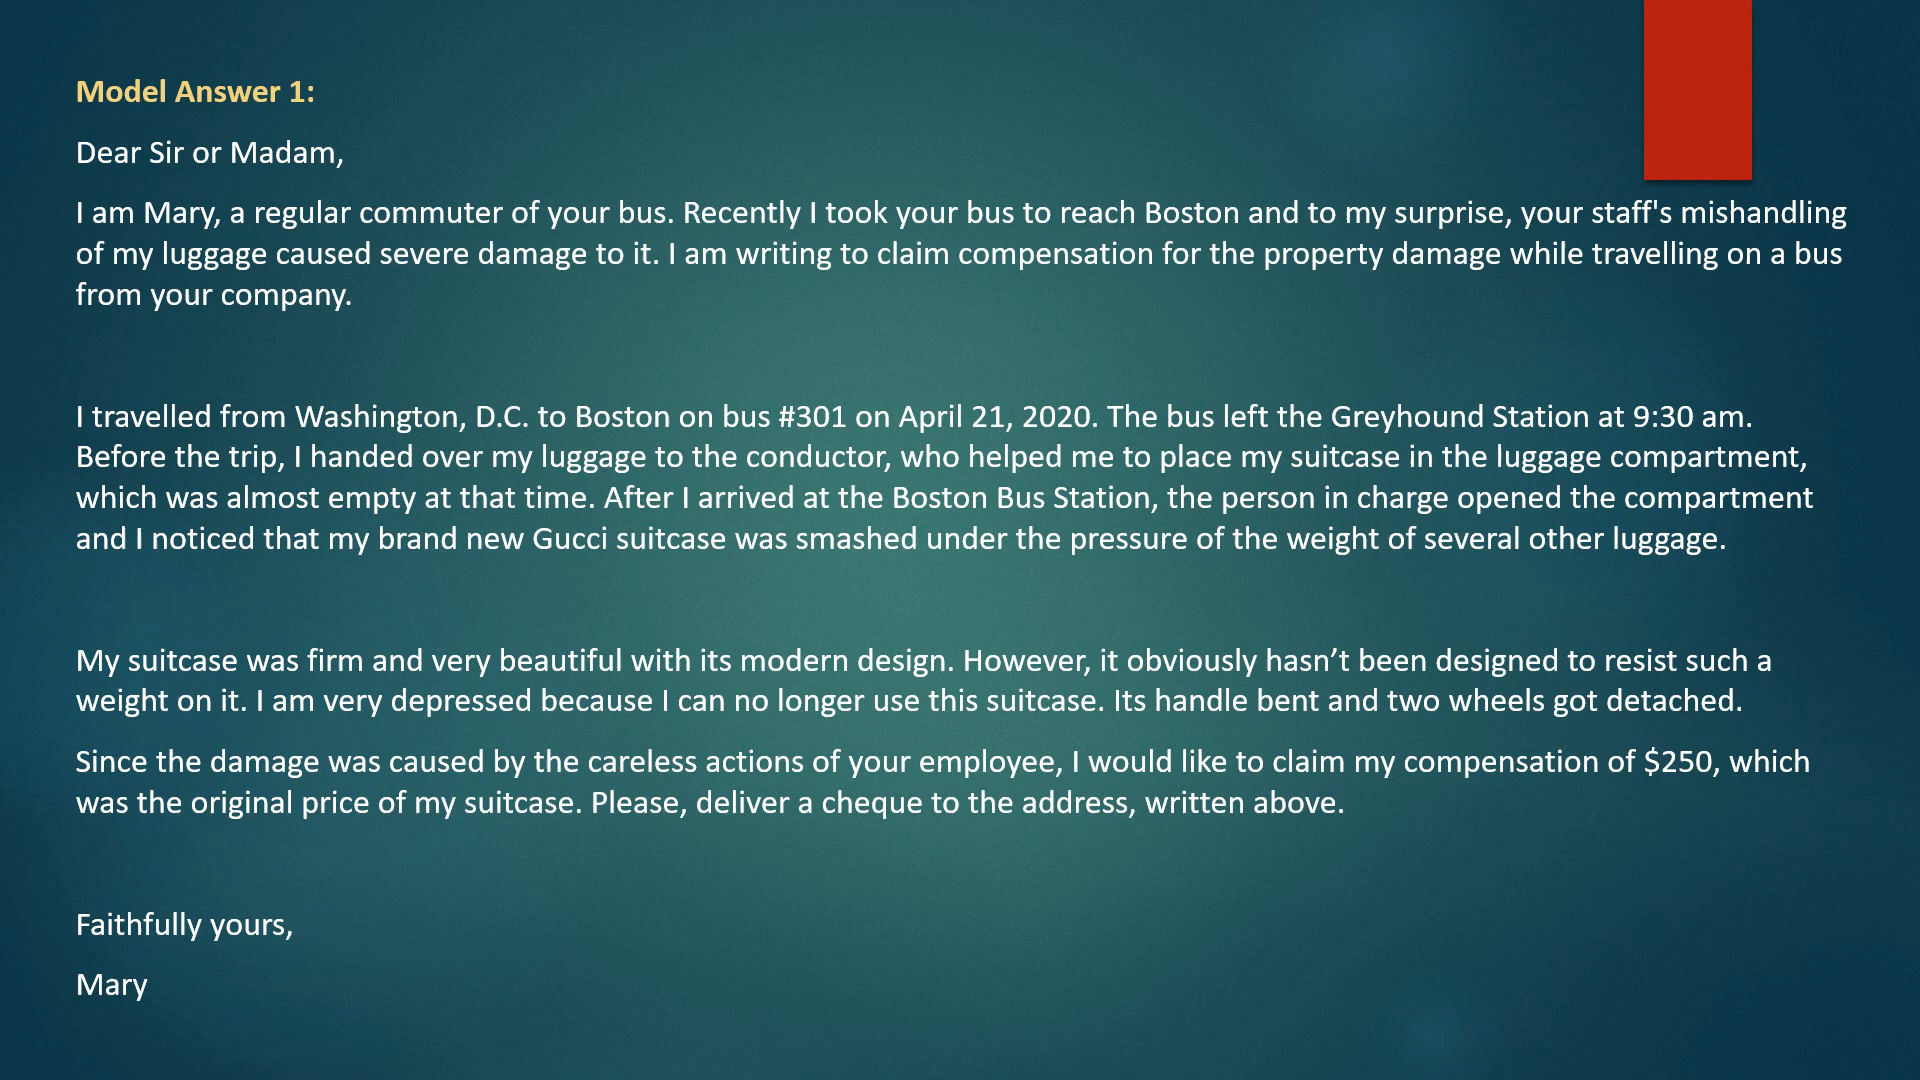 Model Answer 1:
Dear Sir or Madam,
I am Mary, a regular commuter of your bus. Recently I took your bus to reach Boston and to my surprise, your staff's mishandling
of my luggage caused severe damage to it. I am writing to claim compensation for the property damage while travelling on a bus
from your company.
I travelled from Washington, D.C. to Boston on bus #301 on April 21, 2020. The bus left the Greyhound Station at 9:30 am.
Before the trip, I handed over my luggage to the conductor, who helped me to place my suitcase in the luggage compartment,
which was almost empty at that time. After I arrived at the Boston Bus Station, the person in charge opened the compartment
and I noticed that my brand new Gucci suitcase was smashed under the pressure of the weight of several other luggage.
My suitcase was firm and very beautiful with its modern design. However, it obviously hasn’t been designed to resist such a
weight on it. I am very depressed because I can no longer use this suitcase. Its handle bent and two wheels got detached.
Since the damage was caused by the careless actions of your employee, I would like to claim my compensation of $250, which
was the original price of my suitcase. Please, deliver a cheque to the address, written above.
Faithfully yours,
Mary